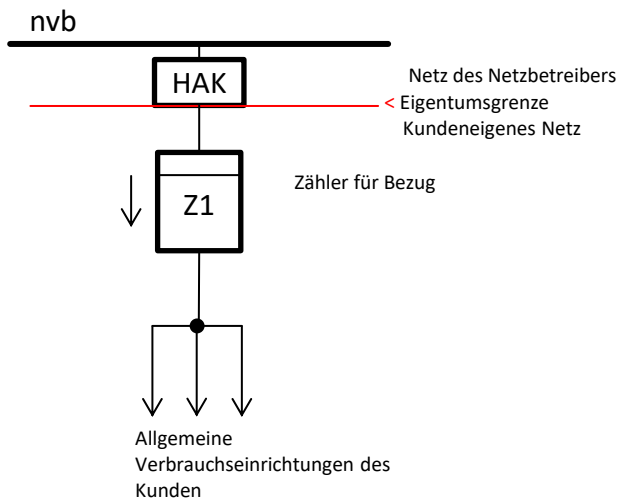 nvb
HAK
Netz des Netzbetreibers
< Eigentumsgrenze
Kundeneigenes Netz
Zähler für Bezug
Z1
Allgemeine
Verbrauchseinrichtungen des
Kunden